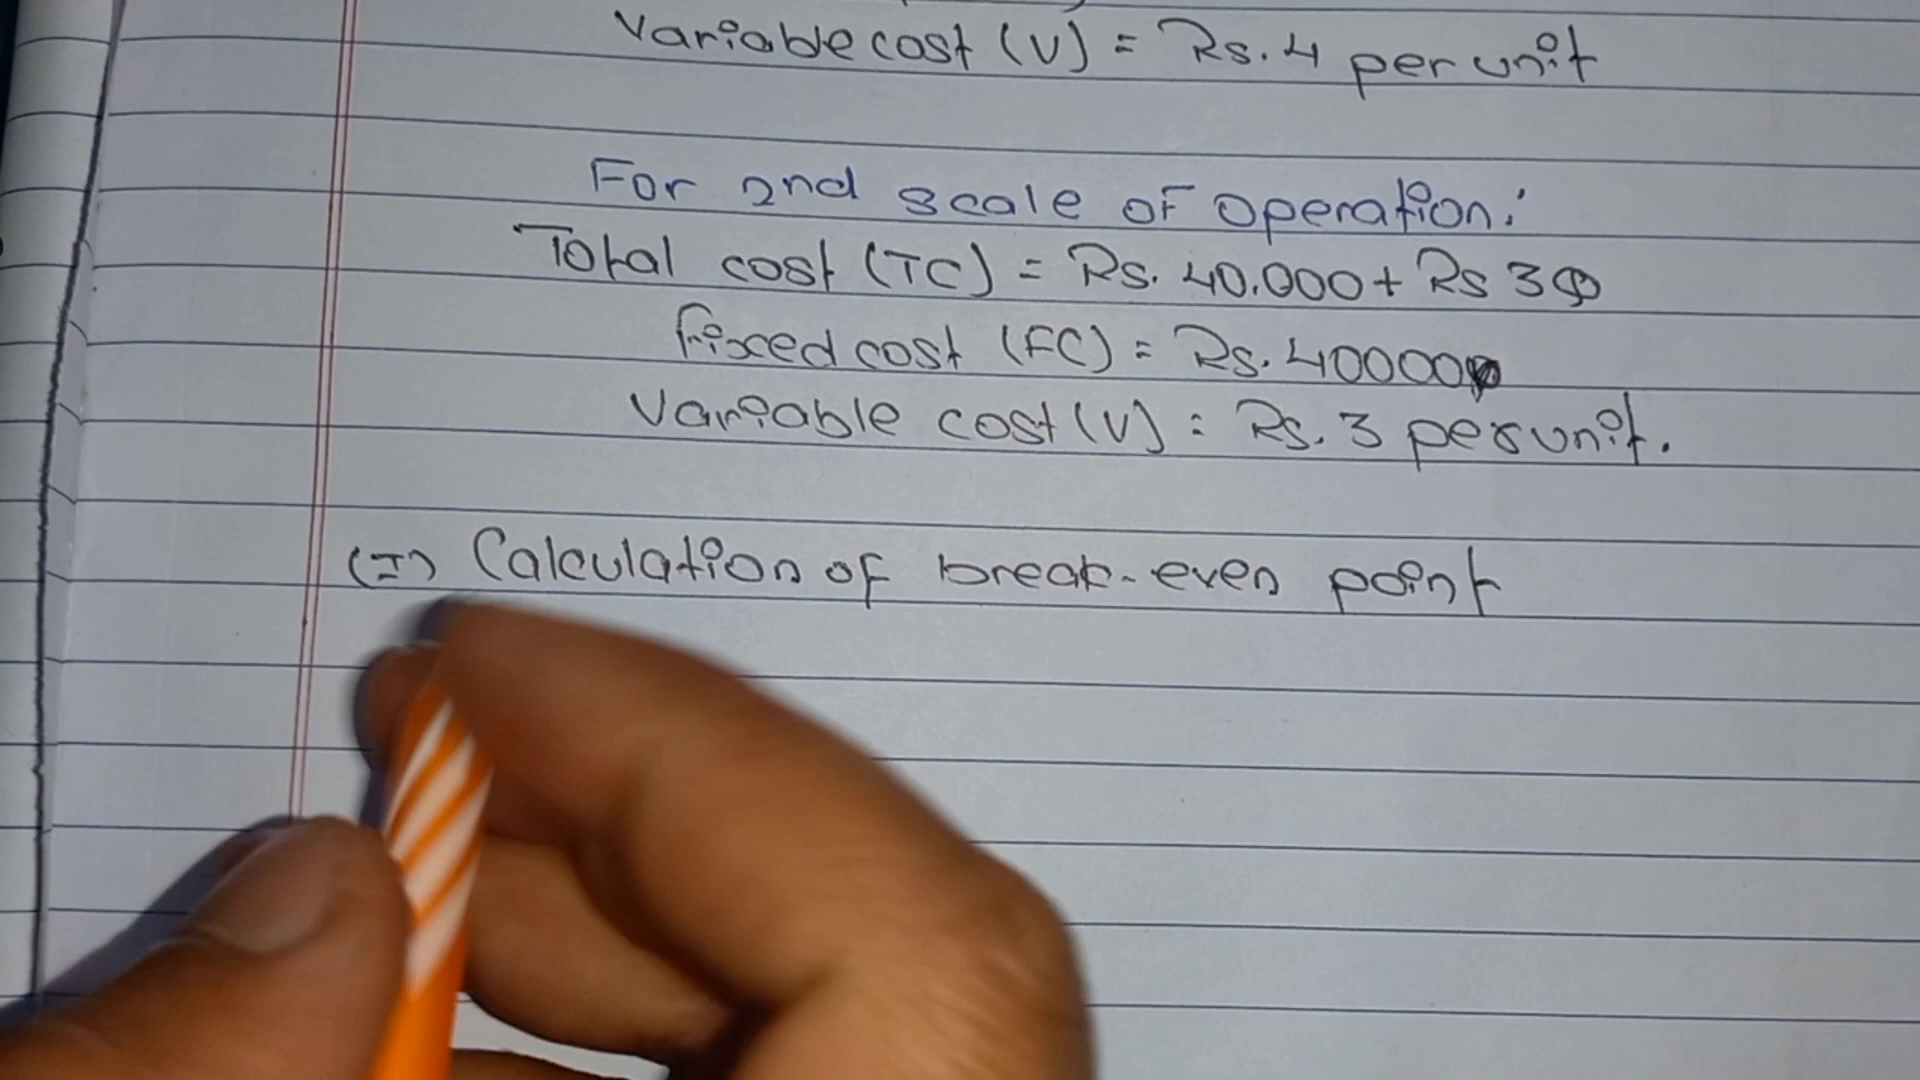 Variable cost (V) = Rs. 4 per unit
For 2nd scale of operation:
Total cost (TC) = Rs. 40.000 + Rs 3Q
Fixed cost (FC) = Rs. 40000
Variable cost (V) = Rs. 3 per unit.
(I) Calculation of break-even point